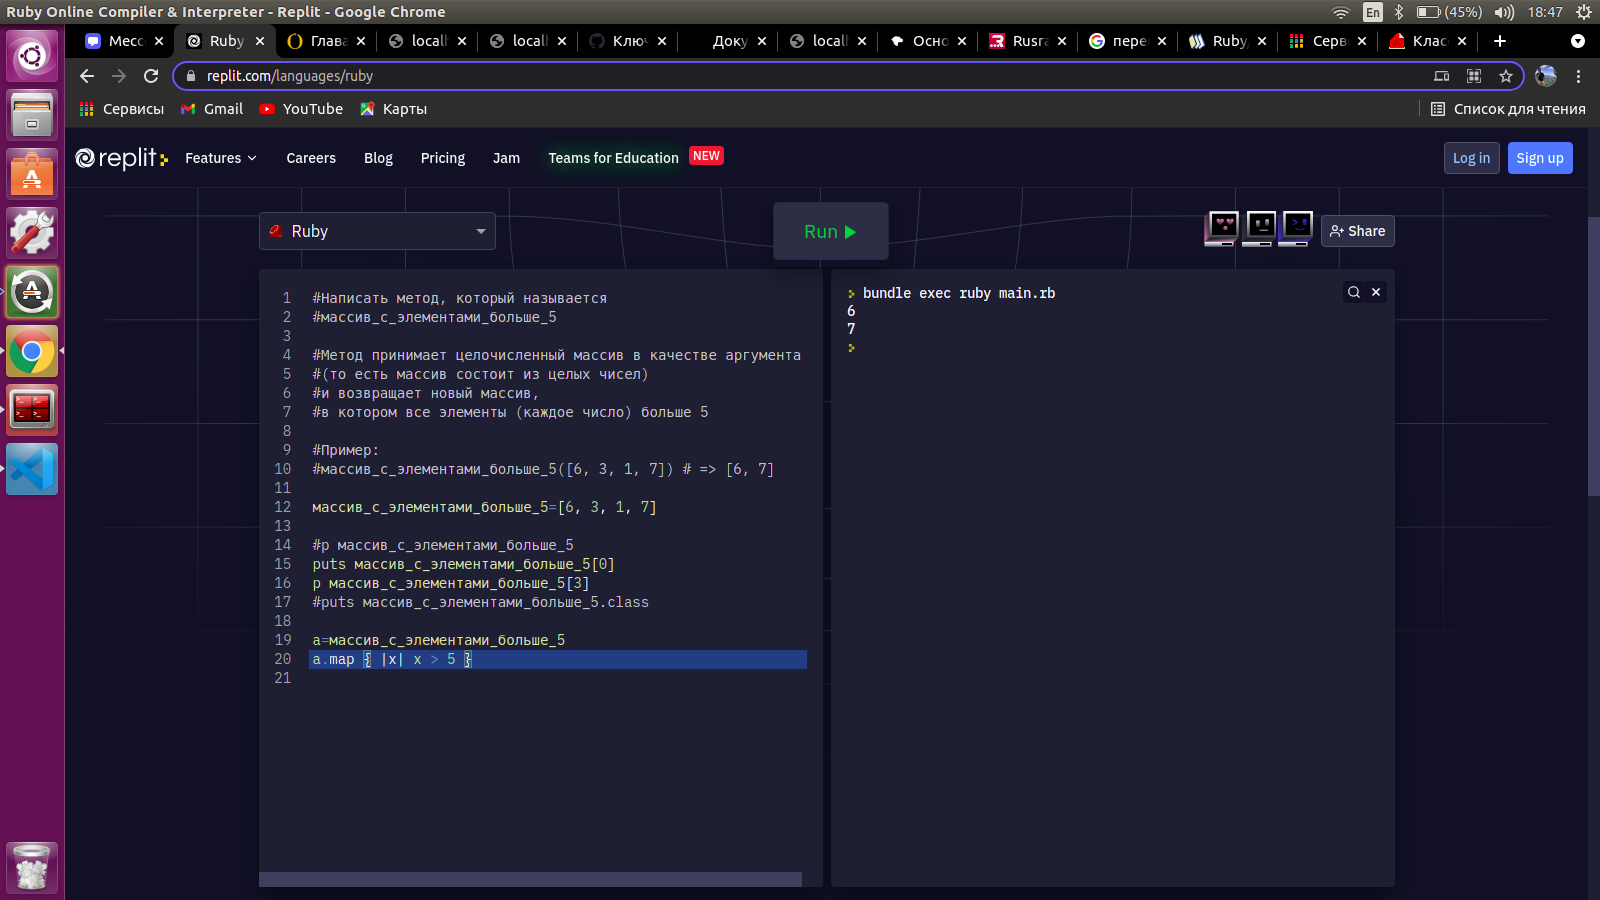 Ruby Online Compiler & Interpreter - Replit - Google Chrome
En
(45%)
18:47
Месс
Ruby
Глава
local
local
Ключ
Доку
local
Осно
Rusra
пере
Ruby
Серв
Клас
replit.com/languages/ruby
Сервисы
Gmail
YouTube
Карты
Список для чтения
replit
Features
Careers
Blog
Pricing
Jam
Teams for Education
NEW
Log in
Sign up
Ruby
Run
Share
1 #Написать метод, который называется
2 #массив_с_элементами_больше_5
3
4 #Метод принимает целочисленный массив в качестве аргумента
5 #(то есть массив состоит из целых чисел)
6 #и возвращает новый массив,
7 #в котором все элементы (каждое число) больше 5
8
9 #Пример:
10 #массив_с_элементами_больше_5([6, 3, 1, 7]) # => [6, 7]
11
12 массив_с_элементами_больше_5=[6, 3, 1, 7]
13
14 #p массив_с_элементами_больше_5
15 puts массив_с_элементами_больше_5[0]
16 p массив_с_элементами_больше_5[3]
17 #puts массив_с_элементами_больше_5.class
18
19 a=массив_с_элементами_больше_5
20 a.map { |x| x > 5 }
21
bundle exec ruby main.rb
6
7